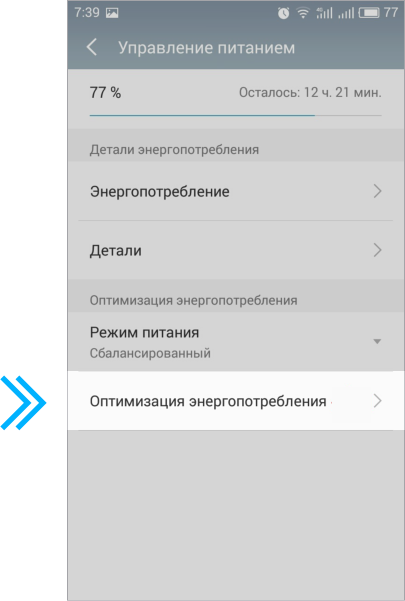 7:39 77
Управление питанием
77 % Осталось: 12 ч. 21 мин.
Детали энергопотребления
Энергопотребление
Детали
Оптимизация энергопотребления
Режим питания
Сбалансированный
Оптимизация энергопотребления